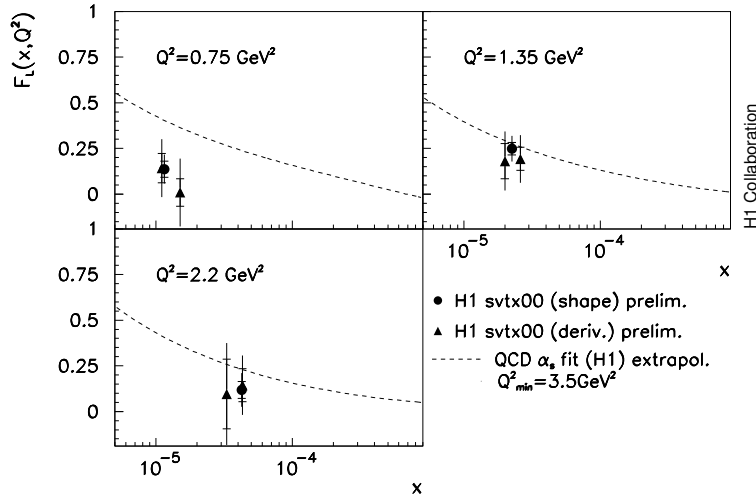 F_L(x,Q²)
1
0.75
0.5
0.25
0
Q²=0.75 GeV²
Q²=1.35 GeV²
10⁻⁵
10⁻⁴
x
1
0.75
0.5
0.25
0
Q²=2.2 GeV²
10⁻⁵
10⁻⁴
x
H1 svtx00 (shape) prelim.
H1 svtx00 (deriv.) prelim.
QCD αₛ fit (H1) extrapol.
Q²min=3.5GeV²
H1 Collaboration